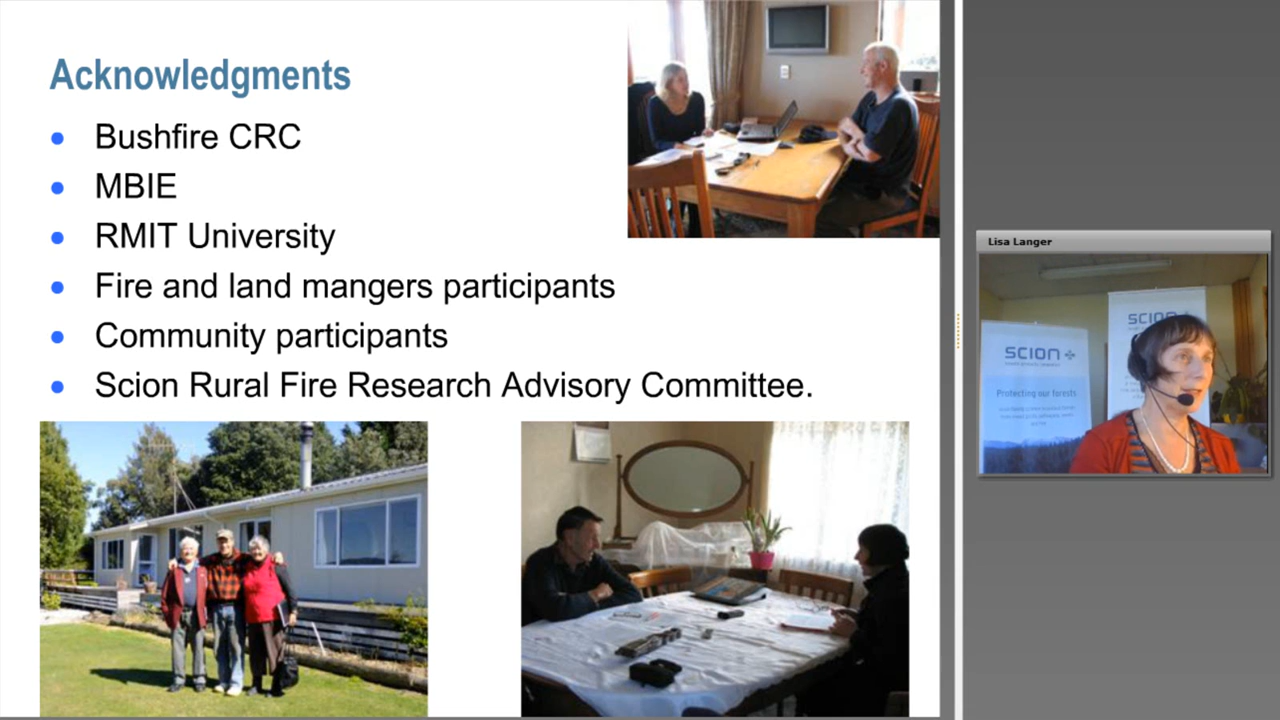 Acknowledgments
Bushfire CRC
MBIE
RMIT University
Fire and land mangers participants
Community participants
Scion Rural Fire Research Advisory Committee.
Lisa Langer
scion
scion
Protecting our forests